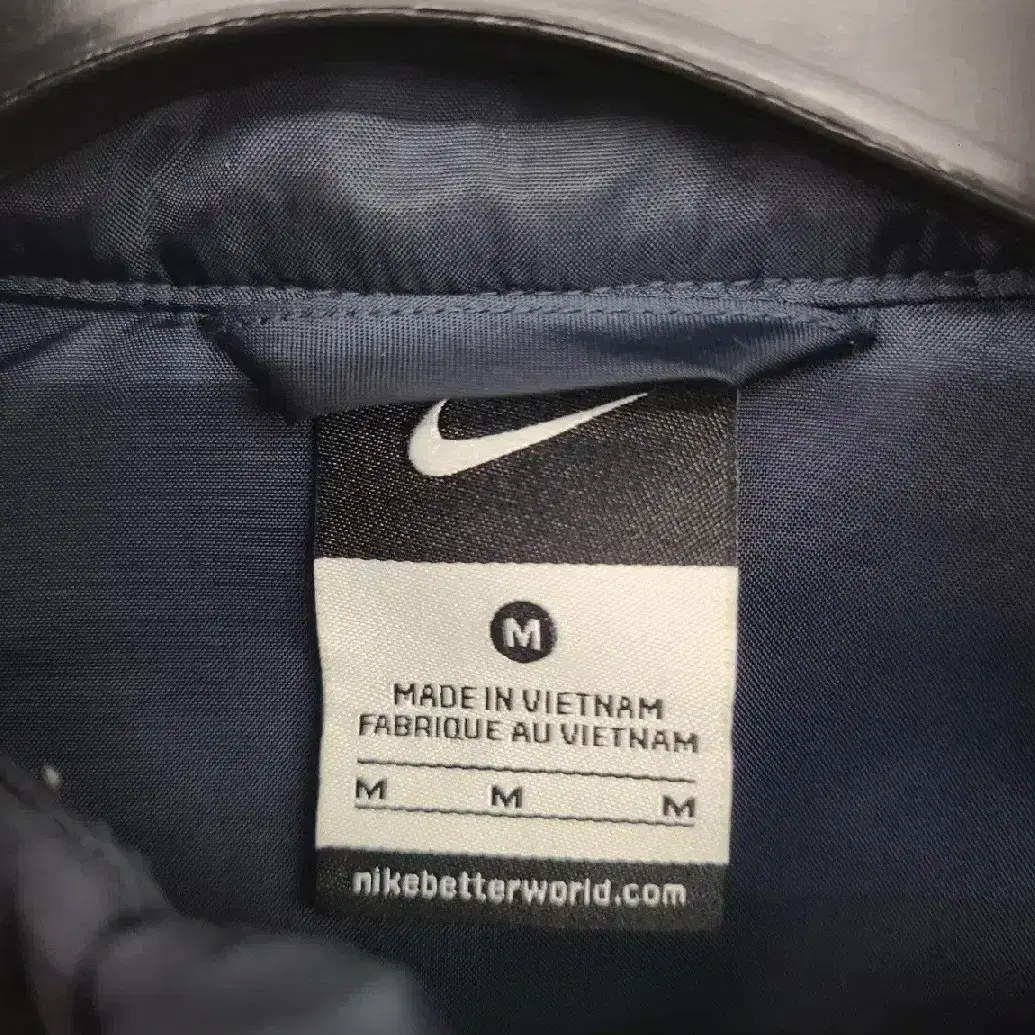 M
MADE IN VIETNAM
FABRIQUE AU VIETNAM
M M M
nikebetterworld.com